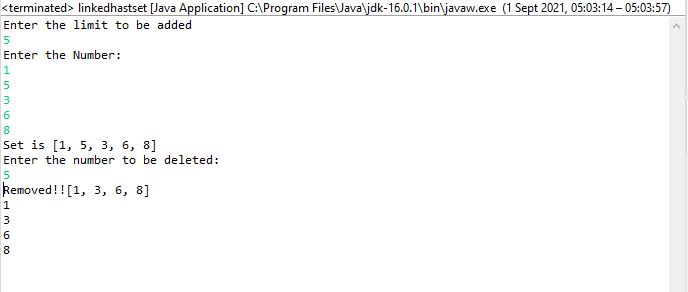 <terminated> linkedhastset [Java Application] C:\Program Files\Java\jdk-16.0.1\bin\javaw.exe (1 Sept 2021, 05:03:14 – 05:03:57)
Enter the limit to be added
5
Enter the Number:
1
5
3
6
8
Set is [1, 5, 3, 6, 8]
Enter the number to be deleted:
5
Removed!![1, 3, 6, 8]
1
3
6
8